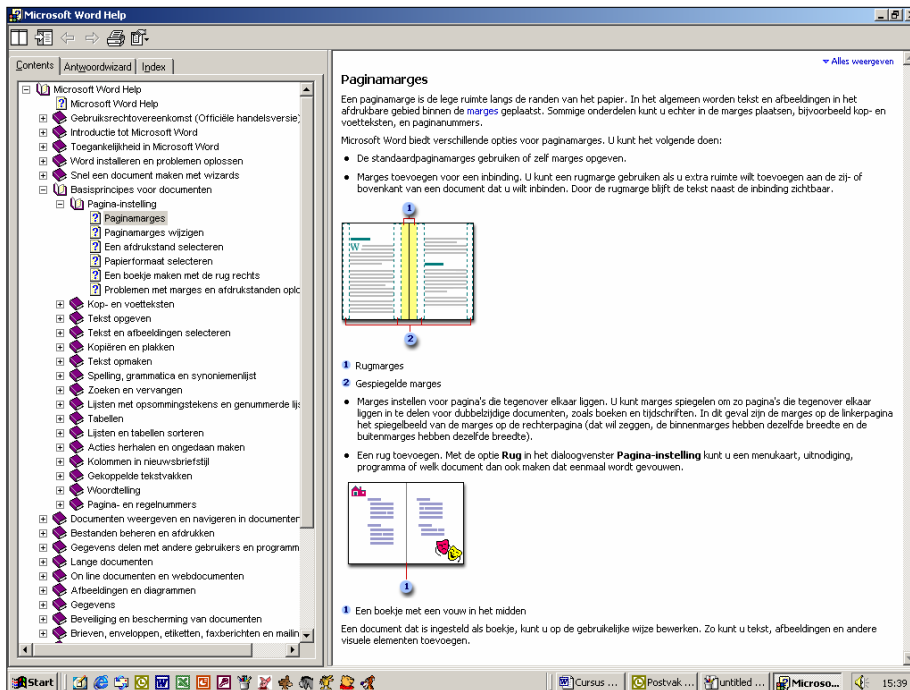 Microsoft Word Help
Contents Antwoordwizard Index
Microsoft Word Help
Microsoft Word Help
Gebruiksrechtovereenkomst (Officiële handelsversie)
Introductie tot Microsoft Word
Toegankelijkheid in Microsoft Word
Word installeren en problemen oplossen
Snel een document maken met wizards
Basisprincipes voor documenten
Pagina-instelling
Paginamarges
Paginamarges wijzigen
Een afdrukstand selecteren
Papierformaat selecteren
Een boekje maken met de rug rechts
Problemen met marges en afdrukstanden oplo
Kop- en voetteksten
Tekst opgeven
Tekst en afbeeldingen selecteren
Kopiëren en plakken
Tekst opmaken
Spelling, grammatica en synoniemenlijst
Zoeken en vervangen
Lijsten met opsommingstekens en genummerde lijs
Tabellen
Lijsten en tabellen sorteren
Acties herhalen en ongedaan maken
Kolommen in nieuwsbriefstijl
Gekoppelde tekstvakken
Woordtelling
Pagina- en regelnummers
Documenten weergeven en navigeren in documenter
Bestanden beheren en afdrukken
Gegevens delen met andere gebruikers en programm
Lange documenten
On line documenten en webdocumenten
Afbeeldingen en diagrammen
Gegevens
Beveiliging en bescherming van documenten
Brieven, enveloppen, etiketten, faxberichten en mailin
Alles weergeven
Paginamarges
Een paginamarge is de lege ruimte langs de randen van het papier. In het algemeen worden tekst en afbeeldingen in het
afdrukbare gebied binnen de marges geplaatst. Sommige onderdelen kunt u echter in de marges plaatsen, bijvoorbeeld kop- en
voetteksten, en paginanummers.
Microsoft Word biedt verschillende opties voor paginamarges. U kunt het volgende doen:
• De standaardpaginamarges gebruiken of zelf marges opgeven.
• Marges toevoegen voor een inbinding. U kunt een rugmarge gebruiken als u extra ruimte wilt toevoegen aan de zij- of
bovenkant van een document dat u wilt inbinden. Door de rugmarge blijft de tekst naast de inbinding zichtbaar.
1
W
2
1 Rugmarges
2 Gespiegelde marges
• Marges instellen voor pagina's die tegenover elkaar liggen. U kunt marges spiegelen om zo pagina's die tegenover elkaar
liggen in te delen voor dubbelzijdige documenten, zoals boeken en tijdschriften. In dit geval zijn de marges op de linkerpagina
het spiegelbeeld van de marges op de rechterpagina (dat wil zeggen, de binnenmarges hebben dezelfde breedte en de
buitenmarges hebben dezelfde breedte).
• Een rug toevoegen. Met de optie Rug in het dialoogvenster Pagina-instelling kunt u een menukaart, uitnodiging,
programma of welk document dan ook maken dat eenmaal wordt gevouwen.
1
1 Een boekje met een vouw in het midden
Een document dat is ingesteld als boekje, kunt u op de gebruikelijke wijze bewerken. Zo kunt u tekst, afbeeldingen en andere
visuele elementen toevoegen.
Start Cursus ... Postvak ... untitled ... Microso... 15:39